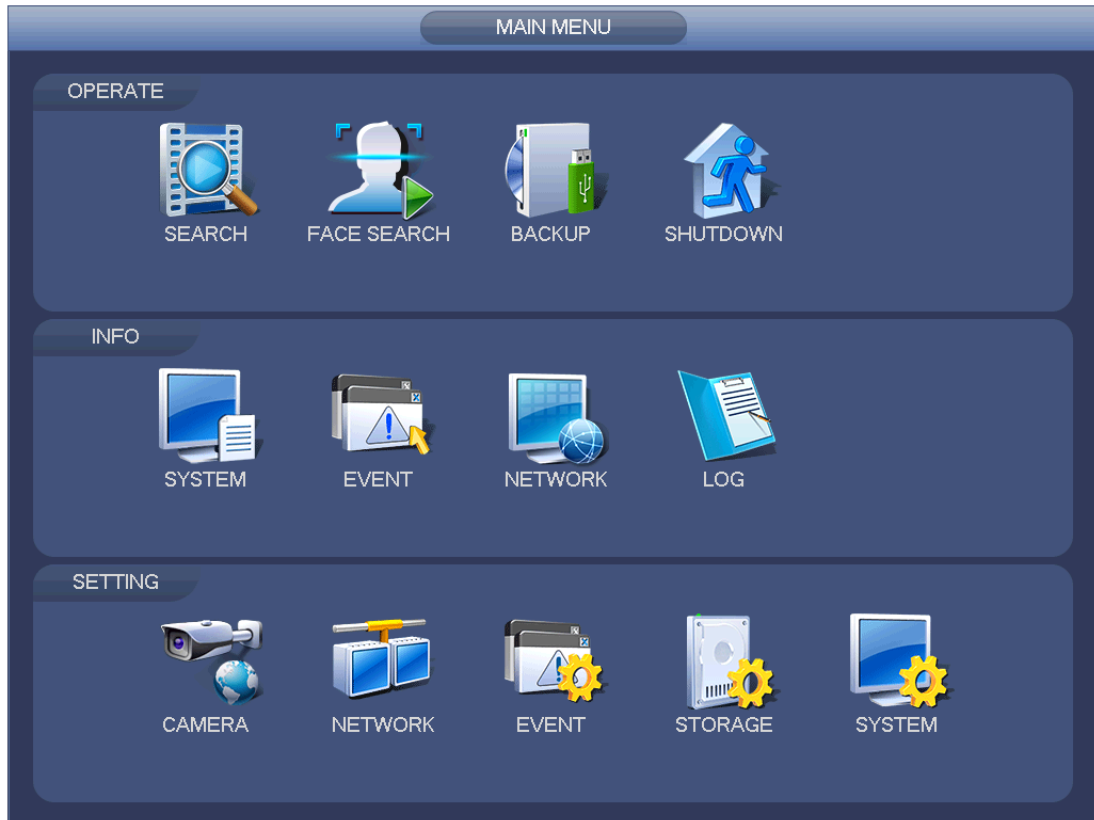 MAIN MENU
OPERATE
SEARCH FACE SEARCH BACKUP SHUTDOWN
INFO
SYSTEM EVENT NETWORK LOG
SETTING
CAMERA NETWORK EVENT STORAGE SYSTEM